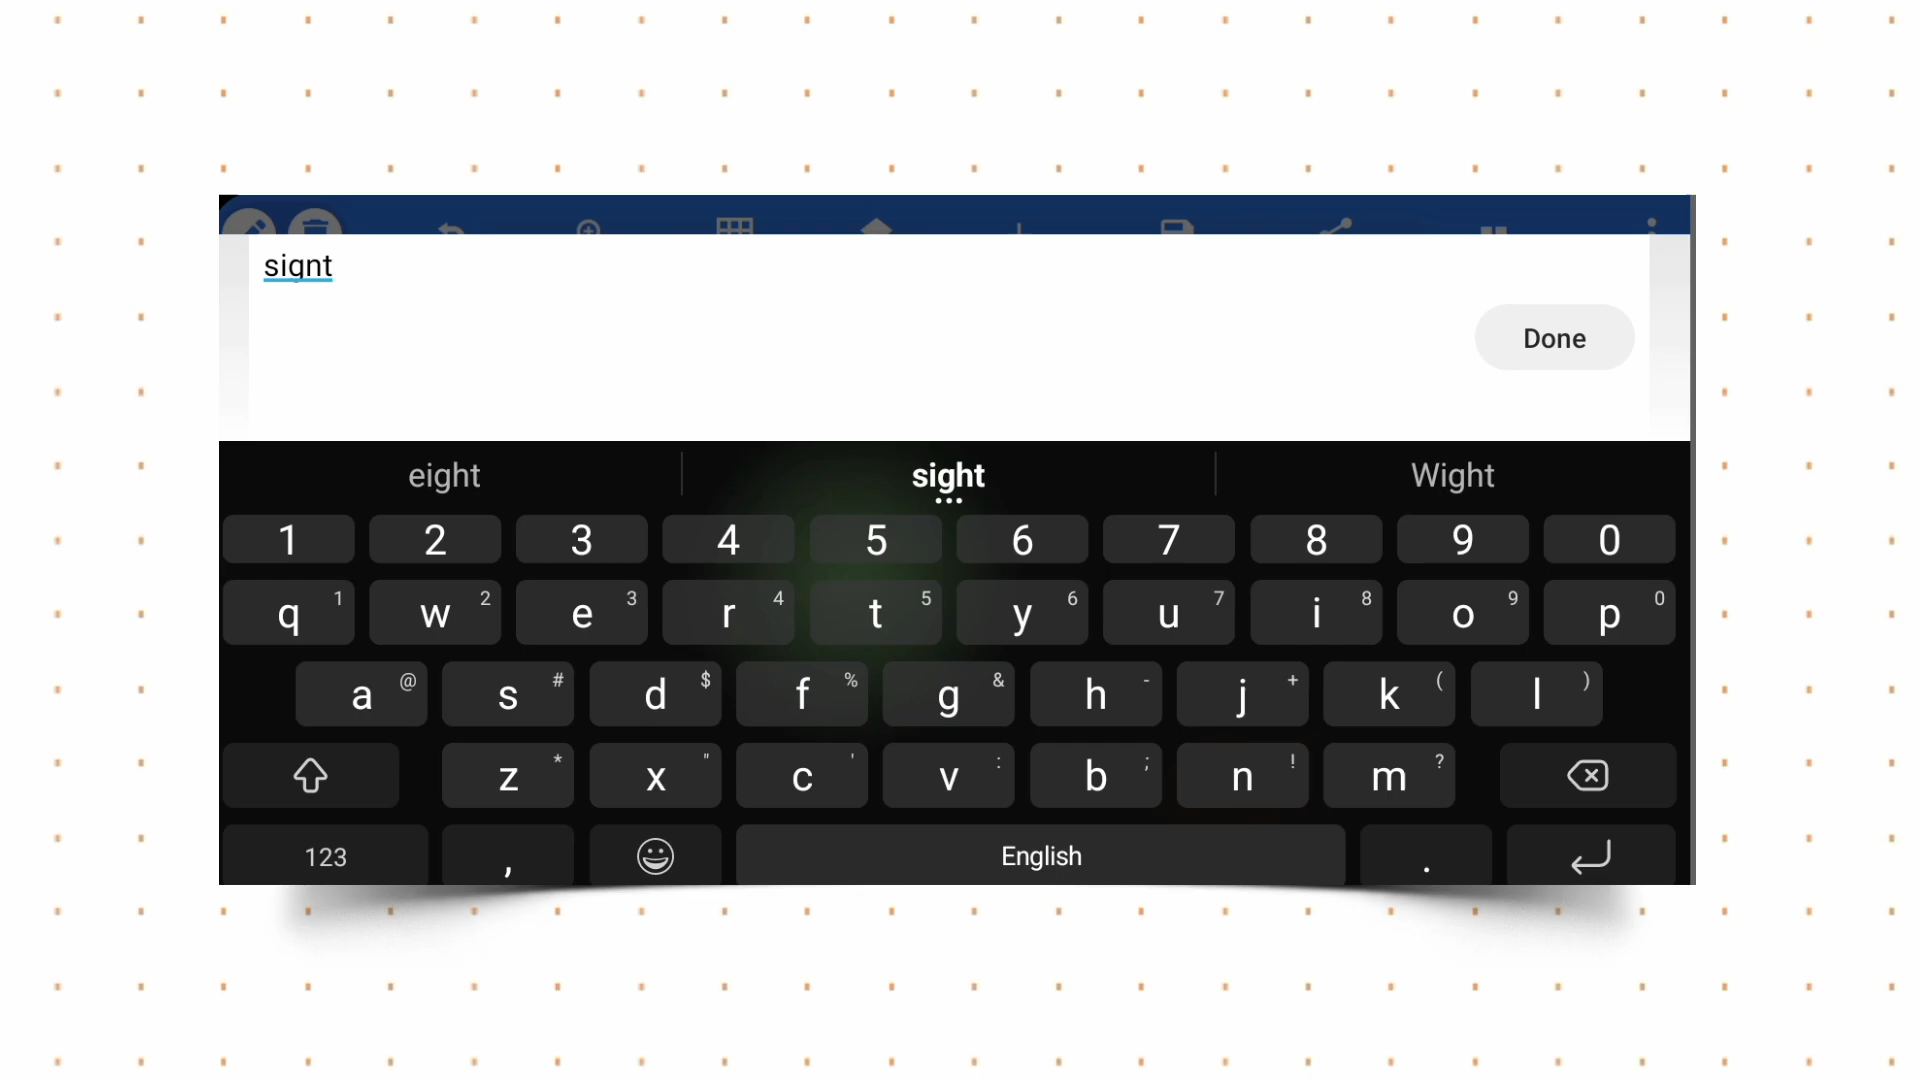 signt
Done
eight sight Wight
1 2 3 4 5 6 7 8 9 0
q 1 w 2 e 3 r 4 t 5 y 6 u 7 i 8 o 9 p 0
a @ s # d $ f % g & h - j + k ( l )
z * x " c ' v : b ; n ! m ?
123 , English .